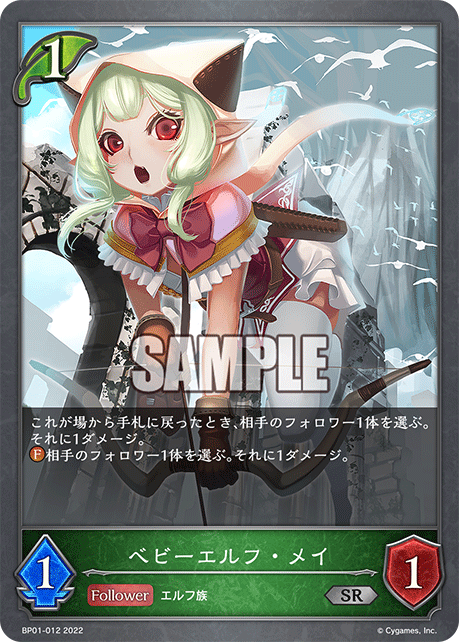 1
SAMPLE
これが場から手札に戻ったとき、相手のフォロワー1体を選ぶ。
それに1ダメージ。
F相手のフォロワー1体を選ぶ。それに1ダメージ。
ベビーエルフ・メイ
1
Follower エルフ族
SR
1
BP01-012 2022
© Cygames, Inc.